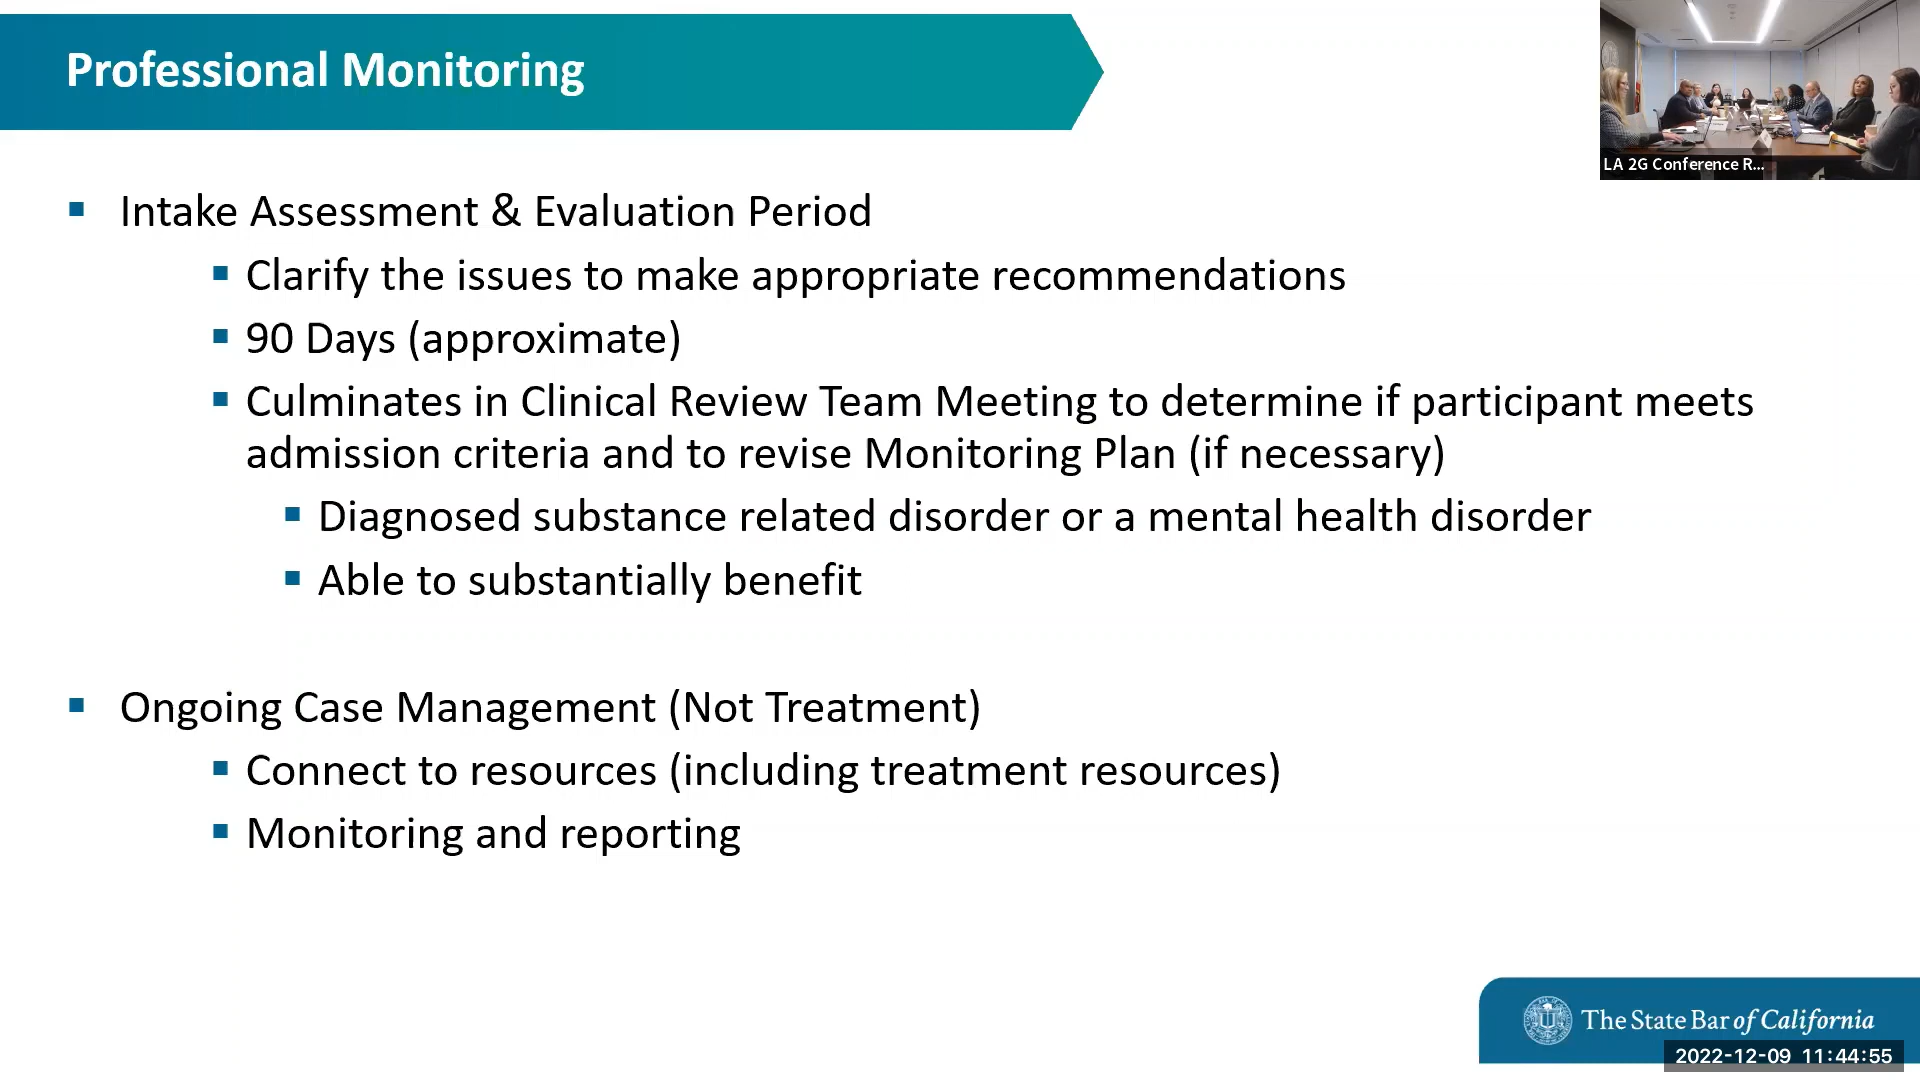 Professional Monitoring
LA 2G Conference R...
Intake Assessment & Evaluation Period
Clarify the issues to make appropriate recommendations
90 Days (approximate)
Culminates in Clinical Review Team Meeting to determine if participant meets
admission criteria and to revise Monitoring Plan (if necessary)
Diagnosed substance related disorder or a mental health disorder
Able to substantially benefit
Ongoing Case Management (Not Treatment)
Connect to resources (including treatment resources)
Monitoring and reporting
The State Bar of California
2022-12-09 11:44:55